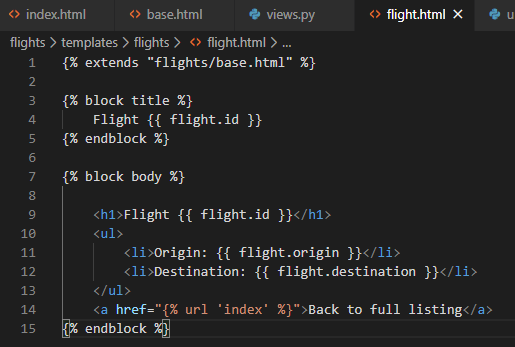 index.html base.html views.py flight.html u
flights > templates > flights > flight.html > ...
1 {% extends "flights/base.html" %}
2
3 {% block title %}
4     Flight {{ flight.id }}
5 {% endblock %}
6
7 {% block body %}
8
9     <h1>Flight {{ flight.id }}</h1>
10     <ul>
11         <li>Origin: {{ flight.origin }}</li>
12         <li>Destination: {{ flight.destination }}</li>
13     </ul>
14     <a href="{% url 'index' %}">Back to full listing</a>
15 {% endblock %}